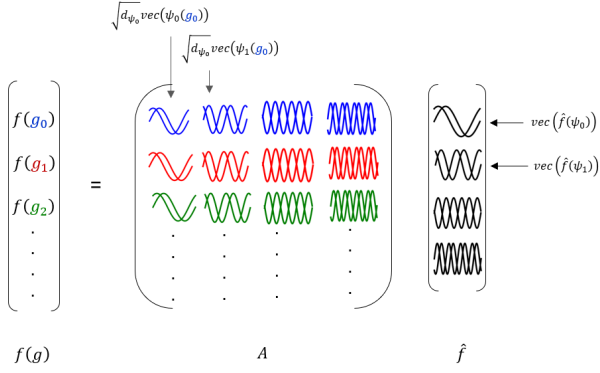 √d_ψ₀ vec(ψ₀(g₀))
√d_ψ₀ vec(ψ₁(g₀))
f(g₀)
f(g₁)
f(g₂)
=
vec(f̂(ψ₀))
vec(f̂(ψ₁))
f(g) A f̂